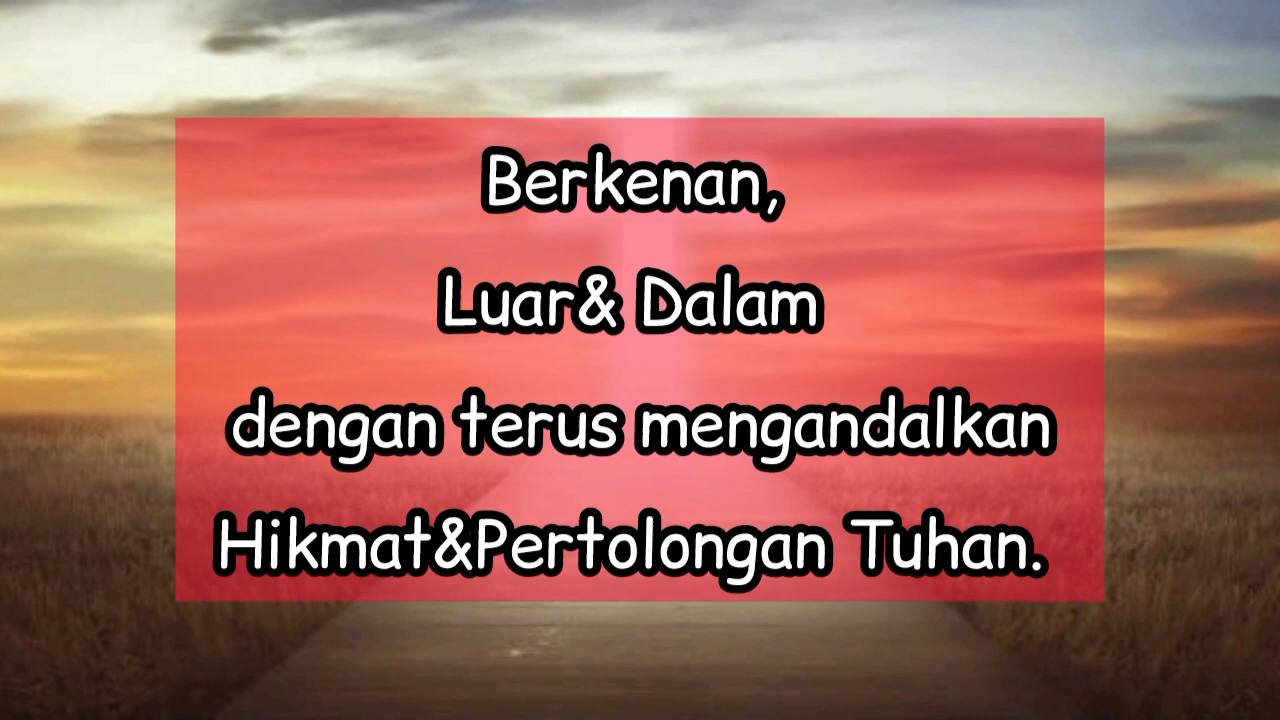 Berkenan,
Luar& Dalam
dengan terus mengandalkan
Hikmat&Pertolongan Tuhan.